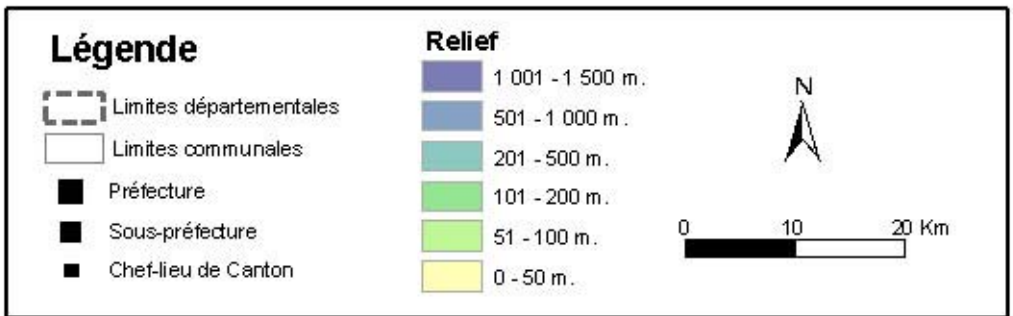 Légende
Limites départementales
Limites communales
Préfecture
Sous-préfecture
Chef-lieu de Canton
Relief
1 001 - 1 500 m.
501 - 1 000 m.
201 - 500 m.
101 - 200 m.
51 - 100 m.
0 - 50 m.
N
0 10 20 Km